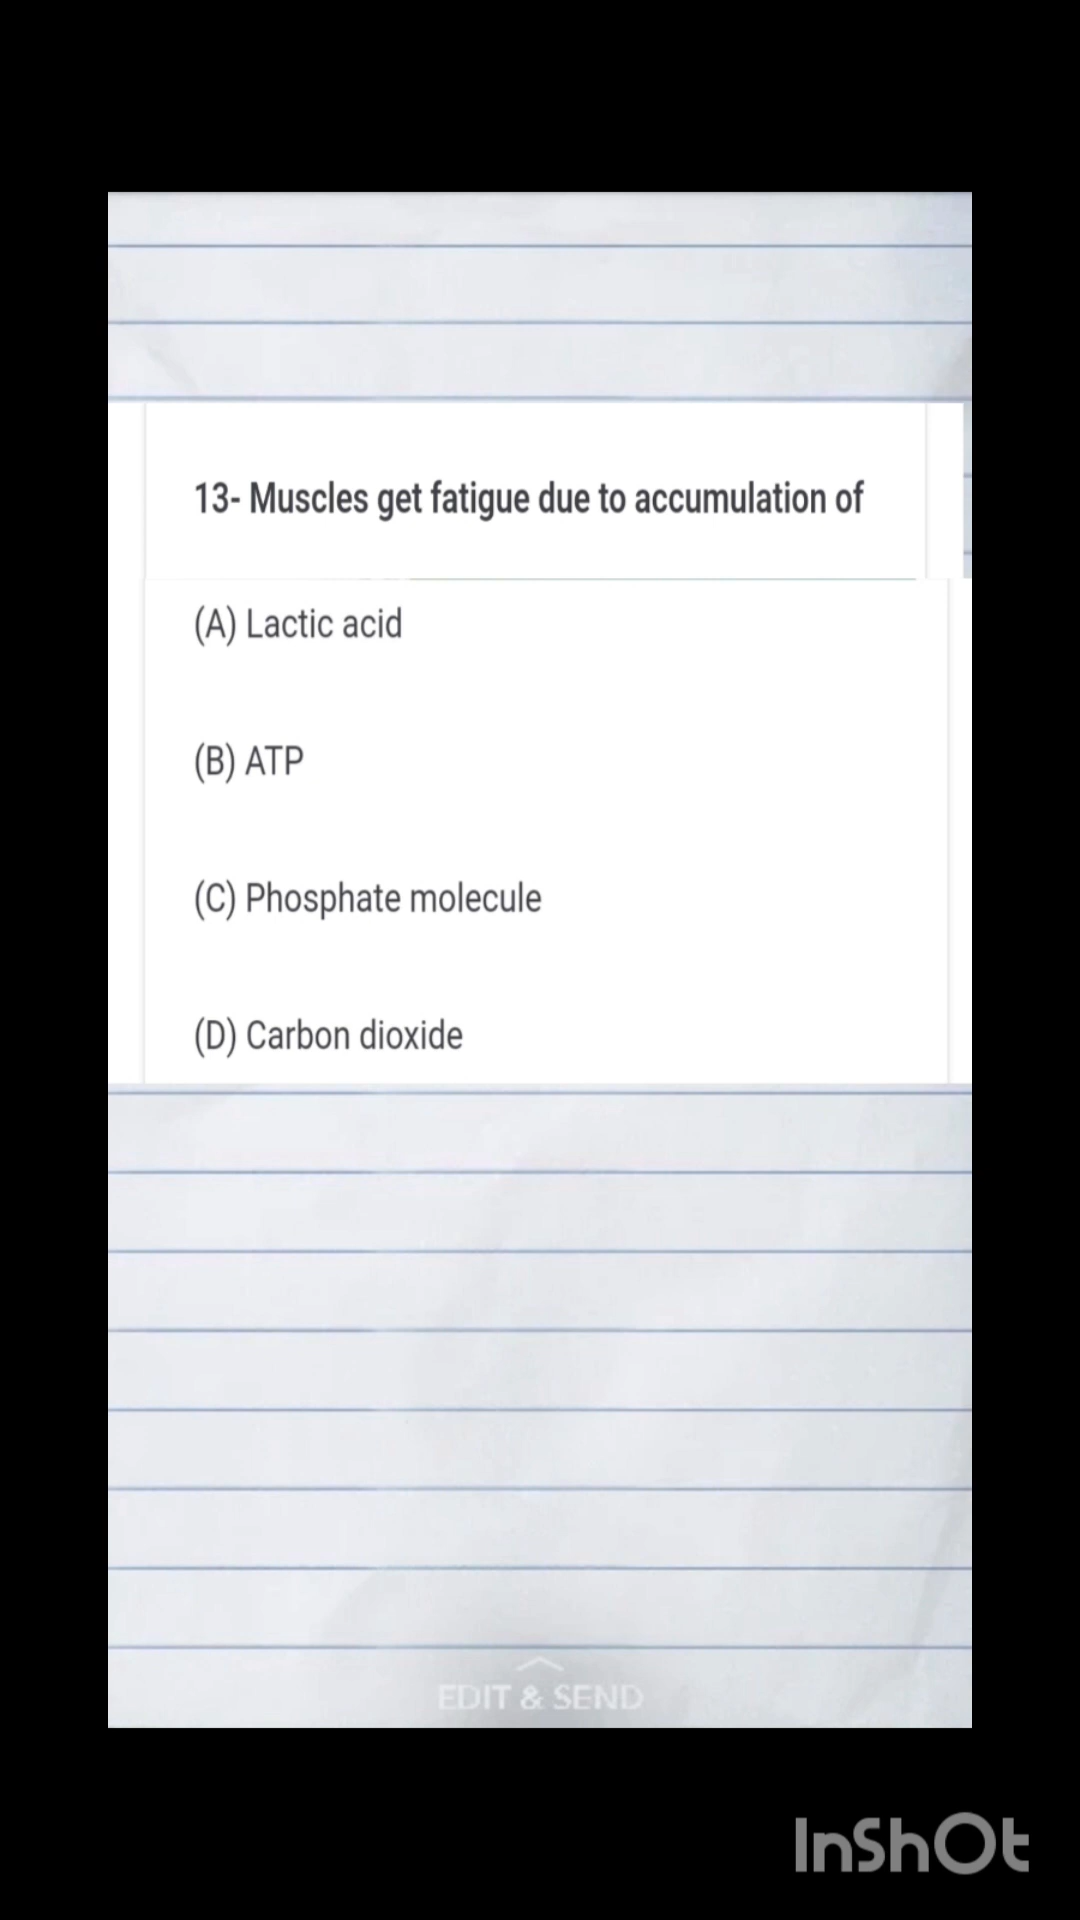 13- Muscles get fatigue due to accumulation of
(A) Lactic acid
(B) ATP
(C) Phosphate molecule
(D) Carbon dioxide
EDIT & SEND
InShOt